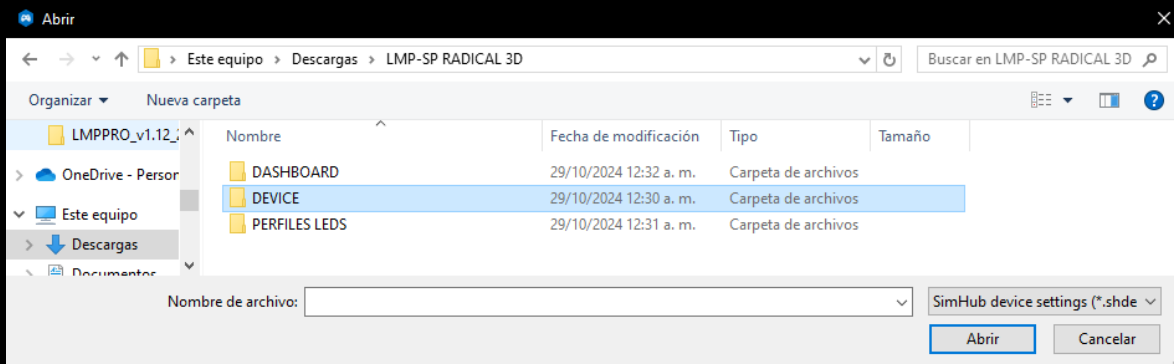 Abrir
Este equipo > Descargas > LMP-SP RADICAL 3D
Buscar en LMP-SP RADICAL 3D
Organizar Nueva carpeta
LMPPRO_v1.12_
Nombre Fecha de modificación Tipo Tamaño
OneDrive - Person
DASHBOARD 29/10/2024 12:32 a. m. Carpeta de archivos
Este equipo
DEVICE 29/10/2024 12:30 a. m. Carpeta de archivos
Descargas
PERFILES LEDS 29/10/2024 12:31 a. m. Carpeta de archivos
Documentos
Nombre de archivo:
SimHub device settings (*.shde
Abrir Cancelar